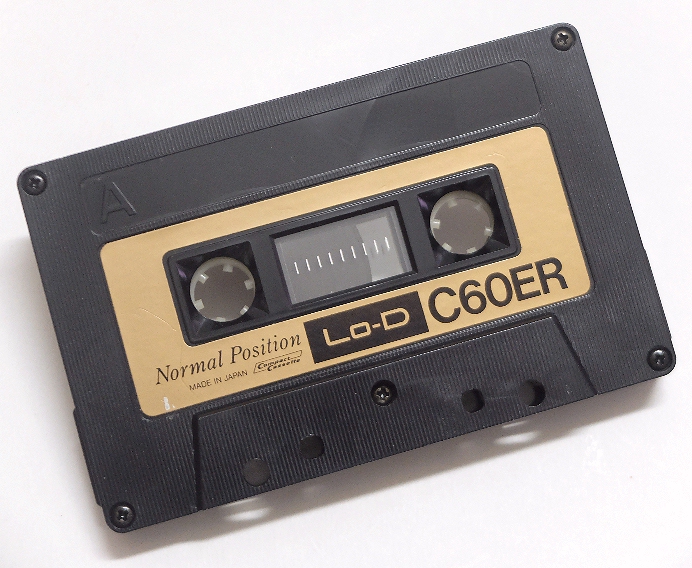 A
Lo-D C60ER
Normal Position
MADE IN JAPAN Compact Cassette